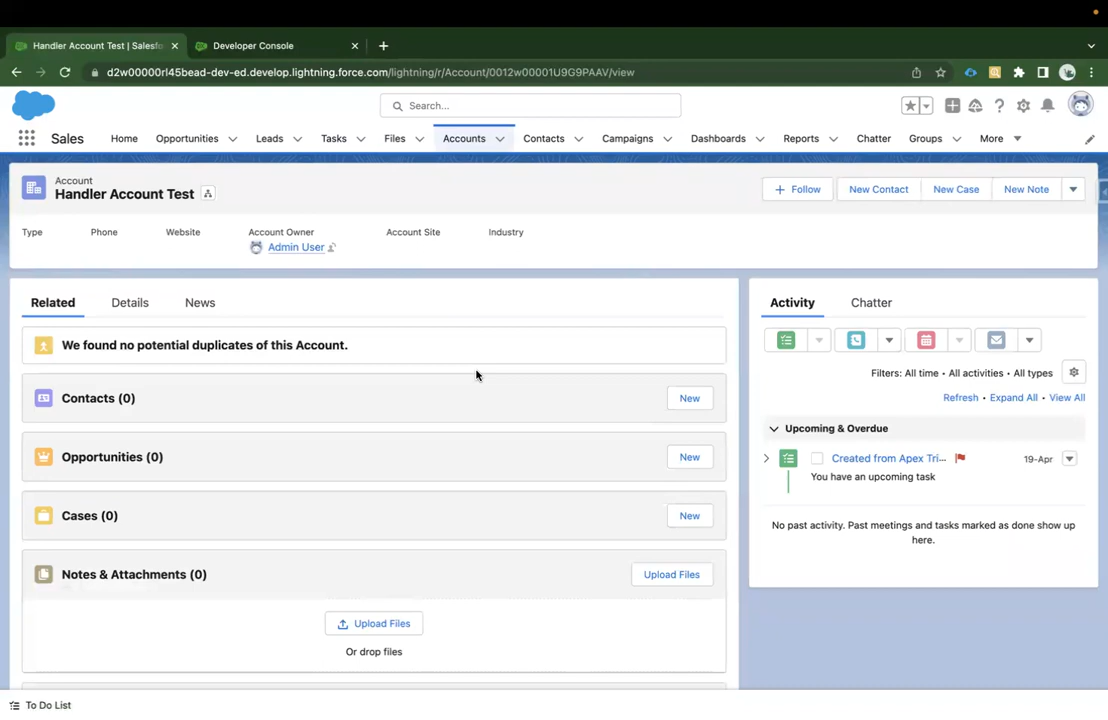 Handler Account Test | Salesfo
Developer Console
d2w00000rl45bead-dev-ed.develop.lightning.force.com/lightning/r/Account/0012w00001U9G9PAAV/view
Search...
Sales
Home
Opportunities
Leads
Tasks
Files
Accounts
Contacts
Campaigns
Dashboards
Reports
Chatter
Groups
More
Account
Handler Account Test
Follow
New Contact
New Case
New Note
Type
Phone
Website
Account Owner
Account Site
Industry
Admin User
Related
Details
News
We found no potential duplicates of this Account.
Contacts (0)
New
Opportunities (0)
New
Cases (0)
New
Notes & Attachments (0)
Upload Files
Upload Files
Or drop files
Activity
Chatter
Filters: All time • All activities • All types
Refresh • Expand All • View All
Upcoming & Overdue
Created from Apex Tri...
19-Apr
You have an upcoming task
No past activity. Past meetings and tasks marked as done show up
here.
To Do List